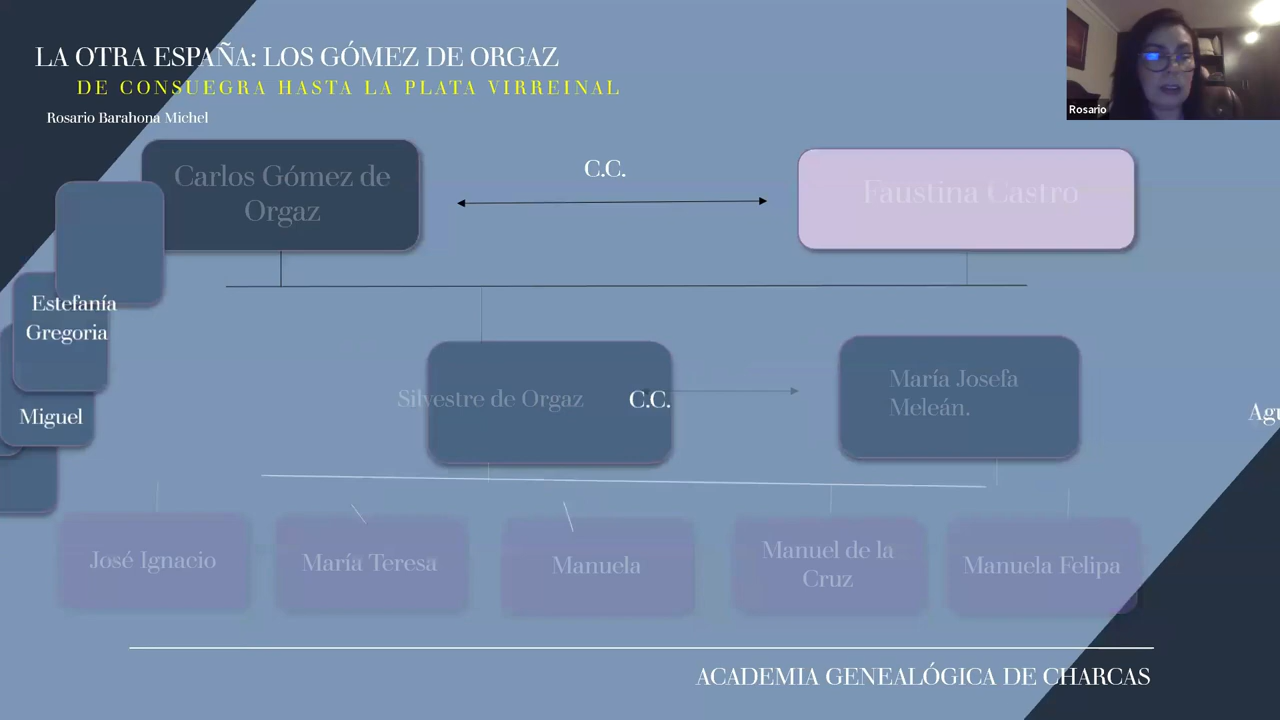 LA OTRA ESPAÑA: LOS GÓMEZ DE ORGAZ
DE CONSUEGRA HASTA LA PLATA VIRREINAL
Rosario Barahona Michel
Rosario
Carlos Gómez de
Orgaz
C.C.
Faustina Castro
Estefanía
Gregoria
Miguel
Silvestre de Orgaz
C.C.
María Josefa
Meleán.
José Ignacio
María Teresa
Manuela
Manuel de la
Cruz
Manuela Felipa
ACADEMIA GENEALÓGICA DE CHARCAS